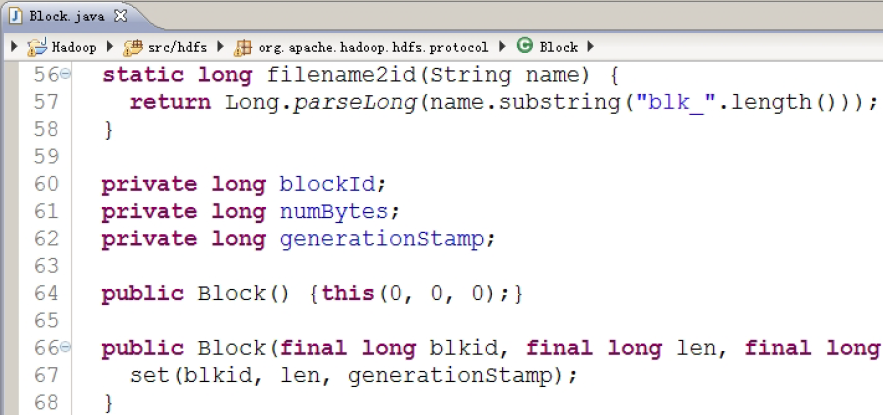 Block.java
Hadoop src/hdfs org.apache.hadoop.hdfs.protocol Block
56 static long filename2id(String name) {
57 return Long.parseLong(name.substring("blk_".length()));
58 }
59
60 private long blockId;
61 private long numBytes;
62 private long generationStamp;
63
64 public Block() {this(0, 0, 0);}
65
66 public Block(final long blkid, final long len, final long
67 set(blkid, len, generationStamp);
68 }